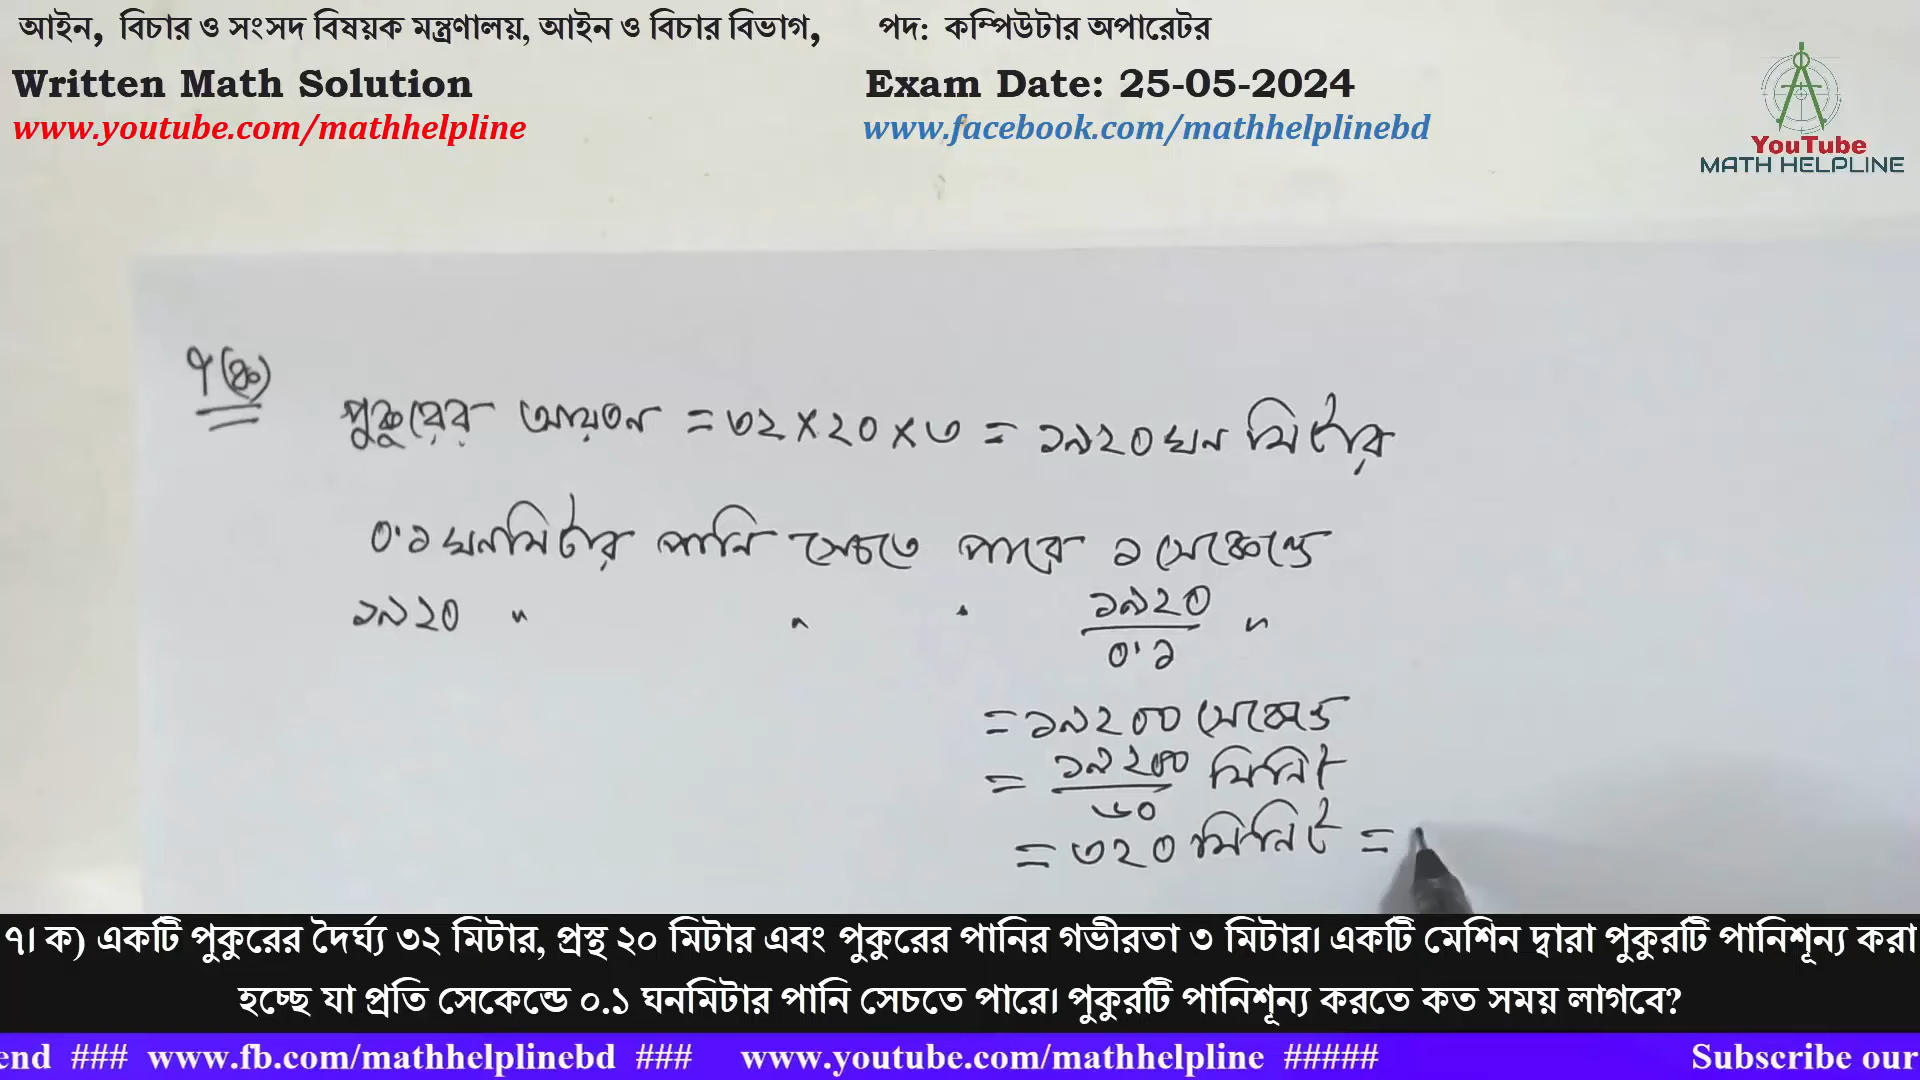 আইন, বিচার ও সংসদ বিষয়ক মন্ত্রণালয়, আইন ও বিচার বিভাগ, পদ: কম্পিউটার অপারেটর
Written Math Solution Exam Date: 25-05-2024
www.youtube.com/mathhelpline www.facebook.com/mathhelplinebd
YouTube
MATH HELPLINE
৭(ক)
পুকুরের আয়তন = ৩২ × ২০ × ৩ = ১৯২০ ঘন মিটার
০.১ ঘনমিটার পানি সেচতে পারে ১ সেকেন্ডে
১৯২০ " " " ১৯২০/০.১ "
= ১৯২০০ সেকেন্ড
= ১৯২০০/৬০ মিনিট
= ৩২০ মিনিট =
৭। ক) একটি পুকুরের দৈর্ঘ্য ৩২ মিটার, প্রস্থ ২০ মিটার এবং পুকুরের পানির গভীরতা ৩ মিটার। একটি মেশিন দ্বারা পুকুরটি পানিশূন্য করা
হচ্ছে যা প্রতি সেকেন্ডে ০.১ ঘনমিটার পানি সেচতে পারে। পুকুরটি পানিশূন্য করতে কত সময় লাগবে?
end ### www.fb.com/mathhelplinebd ### www.youtube.com/mathhelpline ##### Subscribe our